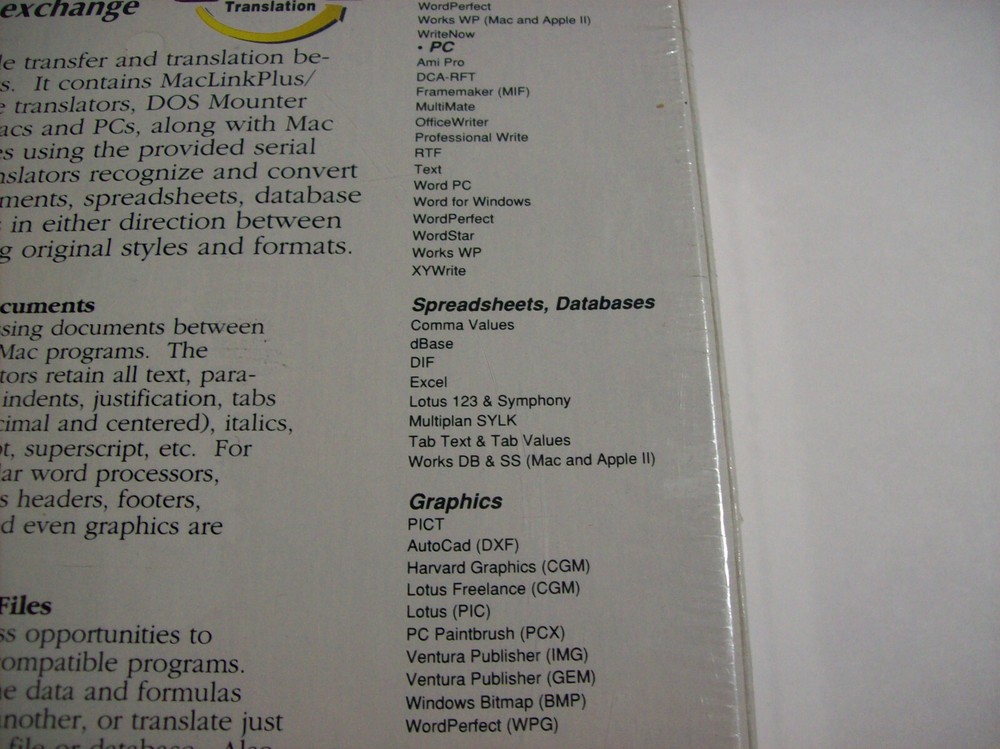 exchange
Translation
le transfer and translation be-
s. It contains MacLinkPlus/
e translators, DOS Mounter
acs and PCs, along with Mac
es using the provided serial
nslators recognize and convert
ments, spreadsheets, database
s in either direction between
g original styles and formats.
cuments
sing documents between
Mac programs. The
tors retain all text, para-
indents, justification, tabs
cimal and centered), italics,
pt, superscript, etc. For
lar word processors,
s headers, footers,
d even graphics are
Files
ss opportunities to
ompatible programs.
e data and formulas
nother, or translate just
file or database. Also
WordPerfect
Works WP (Mac and Apple II)
WriteNow
• PC
Ami Pro
DCA-RFT
Framemaker (MIF)
MultiMate
OfficeWriter
Professional Write
RTF
Text
Word PC
Word for Windows
WordPerfect
WordStar
Works WP
XYWrite
Spreadsheets, Databases
Comma Values
dBase
DIF
Excel
Lotus 123 & Symphony
Multiplan SYLK
Tab Text & Tab Values
Works DB & SS (Mac and Apple II)
Graphics
PICT
AutoCad (DXF)
Harvard Graphics (CGM)
Lotus Freelance (CGM)
Lotus (PIC)
PC Paintbrush (PCX)
Ventura Publisher (IMG)
Ventura Publisher (GEM)
Windows Bitmap (BMP)
WordPerfect (WPG)